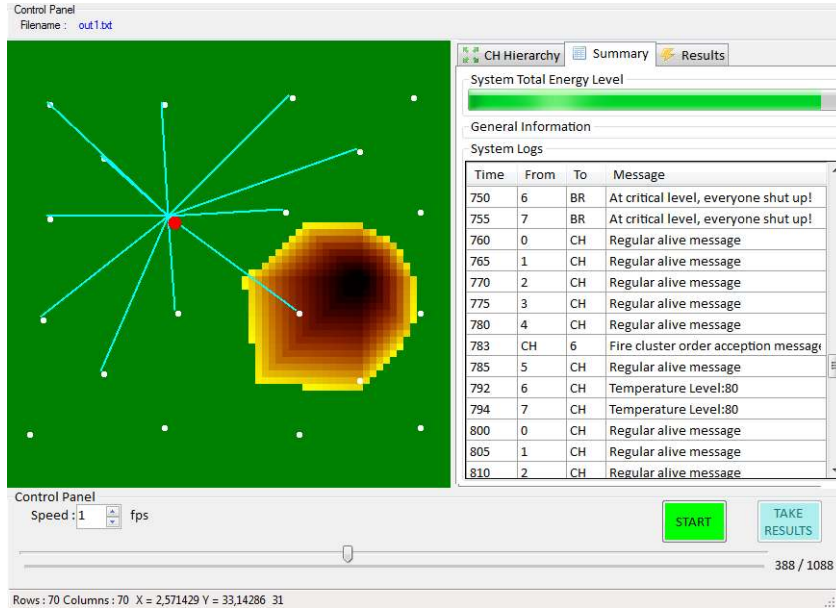 Control Panel
Filename : out1.txt
CH Hierarchy Summary Results
System Total Energy Level
General Information
System Logs
Time From To Message
750 6 BR At critical level, everyone shut up!
755 7 BR At critical level, everyone shut up!
760 0 CH Regular alive message
765 1 CH Regular alive message
770 2 CH Regular alive message
775 3 CH Regular alive message
780 4 CH Regular alive message
783 CH 6 Fire cluster order acception message
785 5 CH Regular alive message
792 6 CH Temperature Level:80
794 7 CH Temperature Level:80
800 0 CH Regular alive message
805 1 CH Regular alive message
810 2 CH Regular alive message
Control Panel
Speed : 1 fps
START
TAKE
RESULTS
388 / 1088
Rows : 70 Columns : 70 X = 2,571429 Y = 33,14286 31